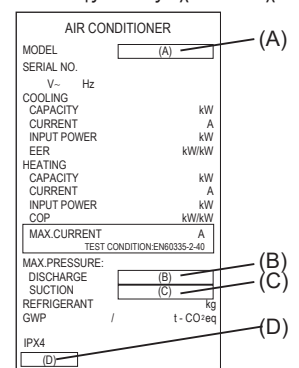 AIR CONDITIONER
MODEL (A) (A)
SERIAL NO.
V~ Hz
COOLING
CAPACITY kW
CURRENT A
INPUT POWER kW
EER kW/kW
HEATING
CAPACITY kW
CURRENT A
INPUT POWER kW
COP kW/kW
MAX.CURRENT A
TEST CONDITION:EN60335-2-40
MAX.PRESSURE:
DISCHARGE (B) (B)
SUCTION (C) (C)
REFRIGERANT kg
GWP / t - CO²eq
IPX4
(D) (D)